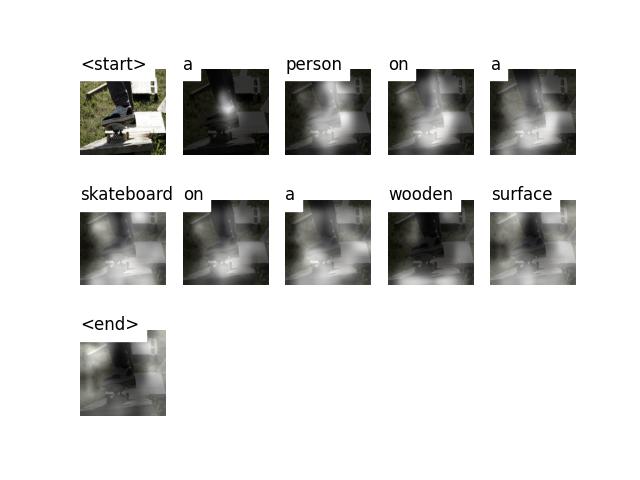 <start> a person on a
skateboard on a wooden surface
<end>